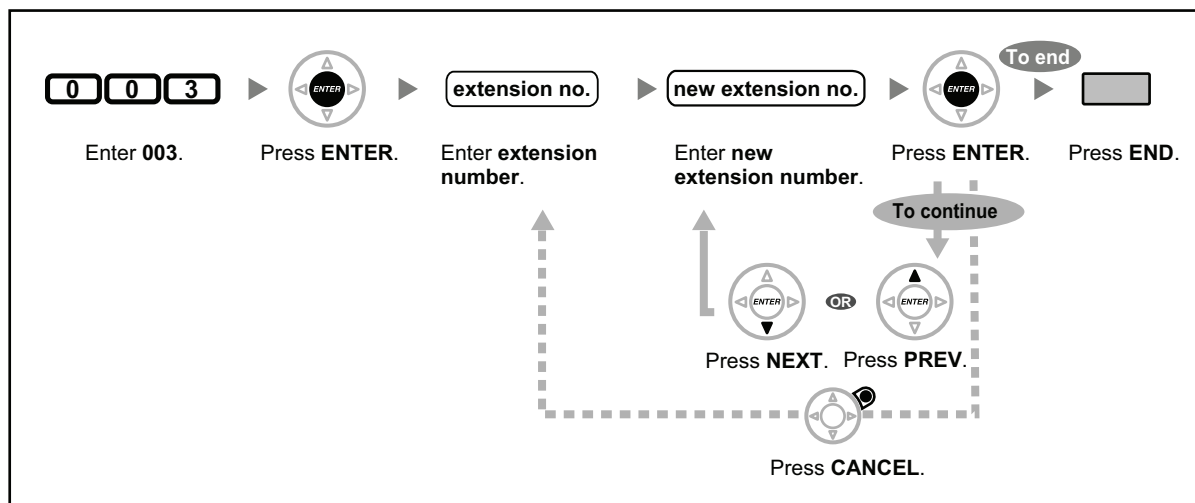 To end
0 0 3 ENTER extension no. new extension no. ENTER
Enter 003. Press ENTER. Enter extension number. Enter new extension number. Press ENTER. Press END.
To continue
ENTER OR ENTER
Press NEXT. Press PREV.
Press CANCEL.